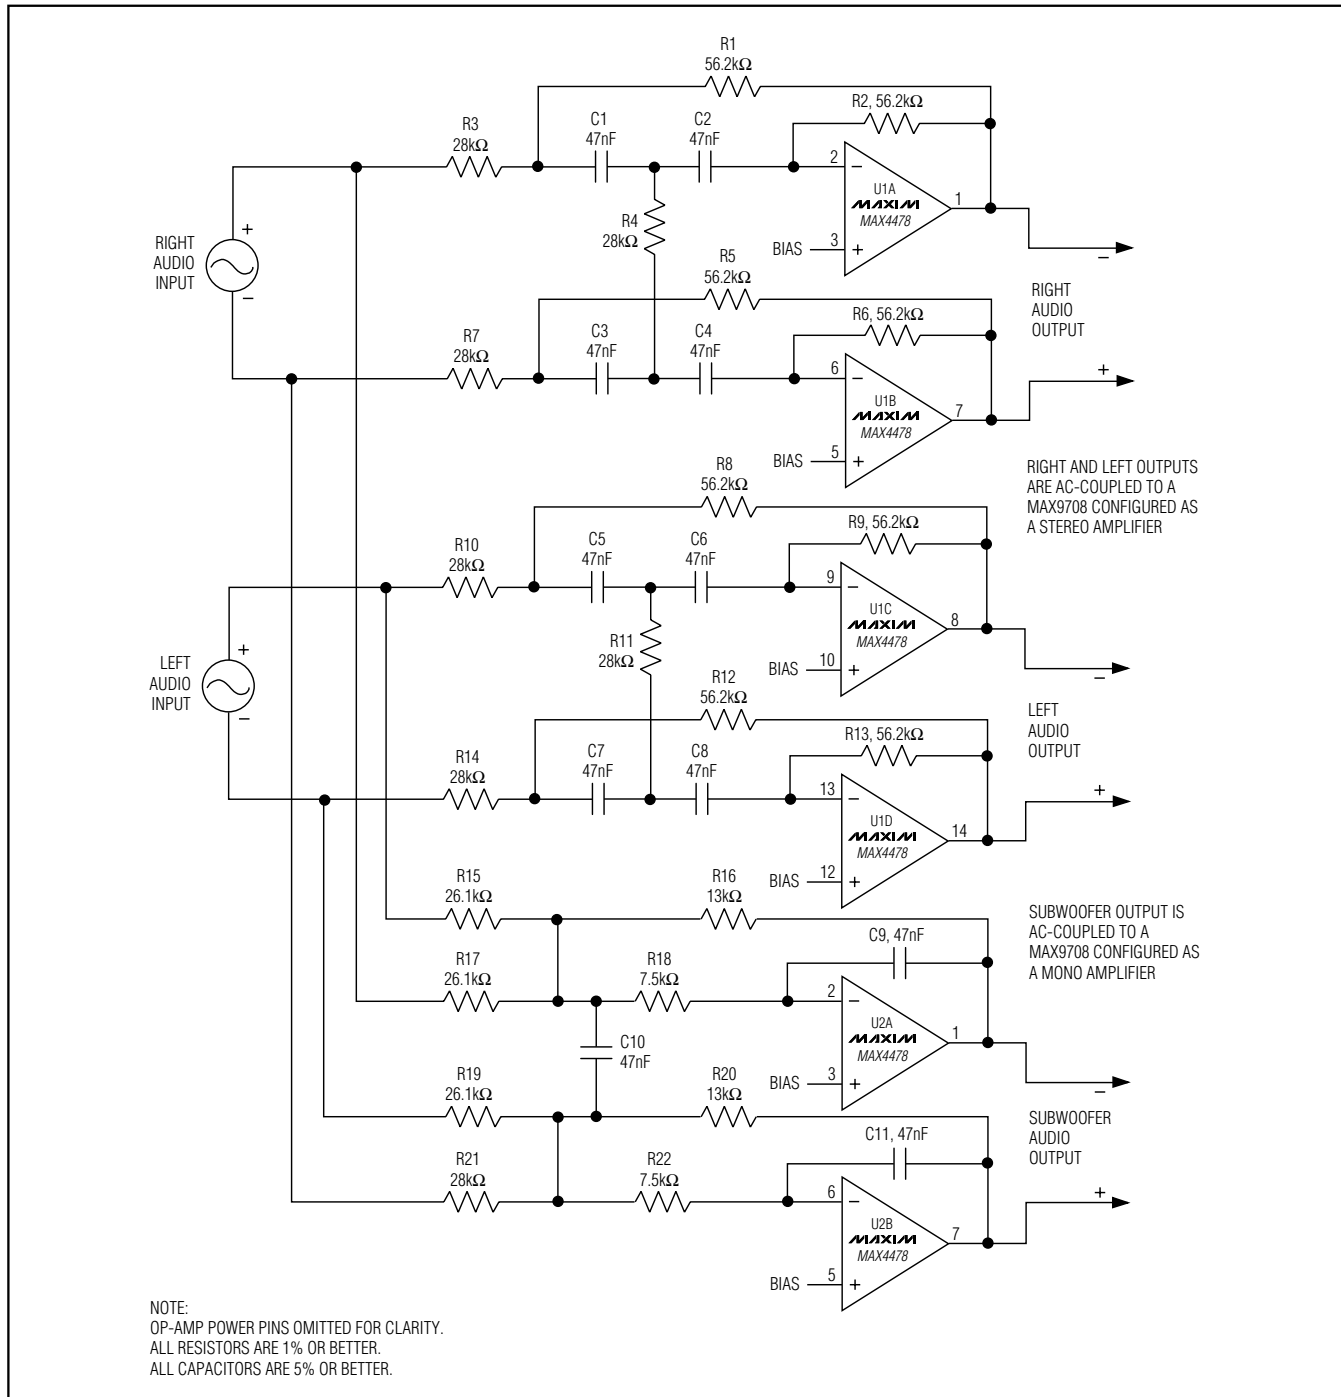 R1
56.2kΩ
R2, 56.2kΩ
R3
28kΩ
C1
47nF
C2
47nF
2
−
U1A
MAXIM
MAX4478
1
R4
28kΩ
BIAS
3
+
−
+
RIGHT
AUDIO
INPUT
−
R5
56.2kΩ
RIGHT
AUDIO
OUTPUT
R6, 56.2kΩ
R7
28kΩ
C3
47nF
C4
47nF
6
−
U1B
MAXIM
MAX4478
7
+
BIAS
5
+
RIGHT AND LEFT OUTPUTS
ARE AC-COUPLED TO A
MAX9708 CONFIGURED AS
A STEREO AMPLIFIER
R8
56.2kΩ
R9, 56.2kΩ
R10
28kΩ
C5
47nF
C6
47nF
9
−
U1C
MAXIM
MAX4478
8
R11
28kΩ
BIAS
10
+
−
+
LEFT
AUDIO
INPUT
−
R12
56.2kΩ
LEFT
AUDIO
OUTPUT
R13, 56.2kΩ
R14
28kΩ
C7
47nF
C8
47nF
13
−
U1D
MAXIM
MAX4478
14
+
BIAS
12
+
R15
26.1kΩ
R16
13kΩ
SUBWOOFER OUTPUT IS
AC-COUPLED TO A
MAX9708 CONFIGURED AS
A MONO AMPLIFIER
C9, 47nF
R17
26.1kΩ
R18
7.5kΩ
2
−
U2A
MAXIM
MAX4478
1
C10
47nF
BIAS
3
+
−
R19
26.1kΩ
R20
13kΩ
SUBWOOFER
AUDIO
OUTPUT
C11, 47nF
R21
28kΩ
R22
7.5kΩ
6
−
U2B
MAXIM
MAX4478
7
+
BIAS
5
+
NOTE:
OP-AMP POWER PINS OMITTED FOR CLARITY.
ALL RESISTORS ARE 1% OR BETTER.
ALL CAPACITORS ARE 5% OR BETTER.